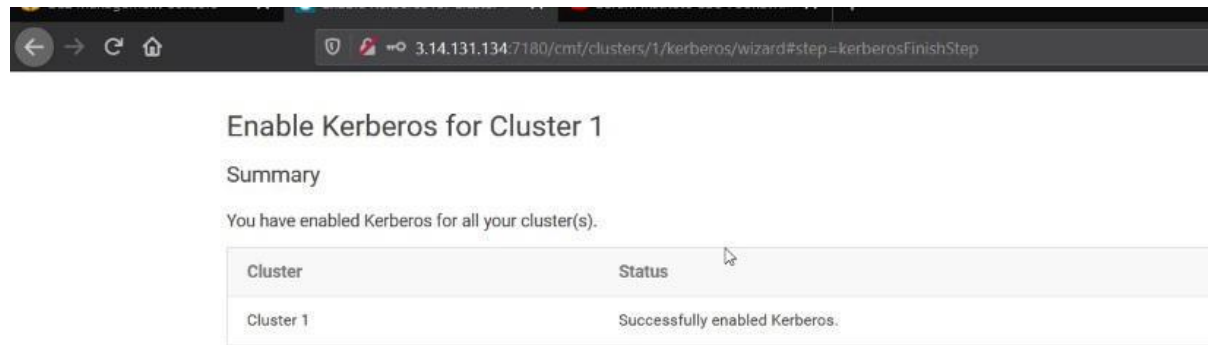 3.14.131.134:7180/cmf/clusters/1/kerberos/wizard#step=kerberosFinishStep
Enable Kerberos for Cluster 1
Summary
You have enabled Kerberos for all your cluster(s).
Cluster Status
Cluster 1 Successfully enabled Kerberos.